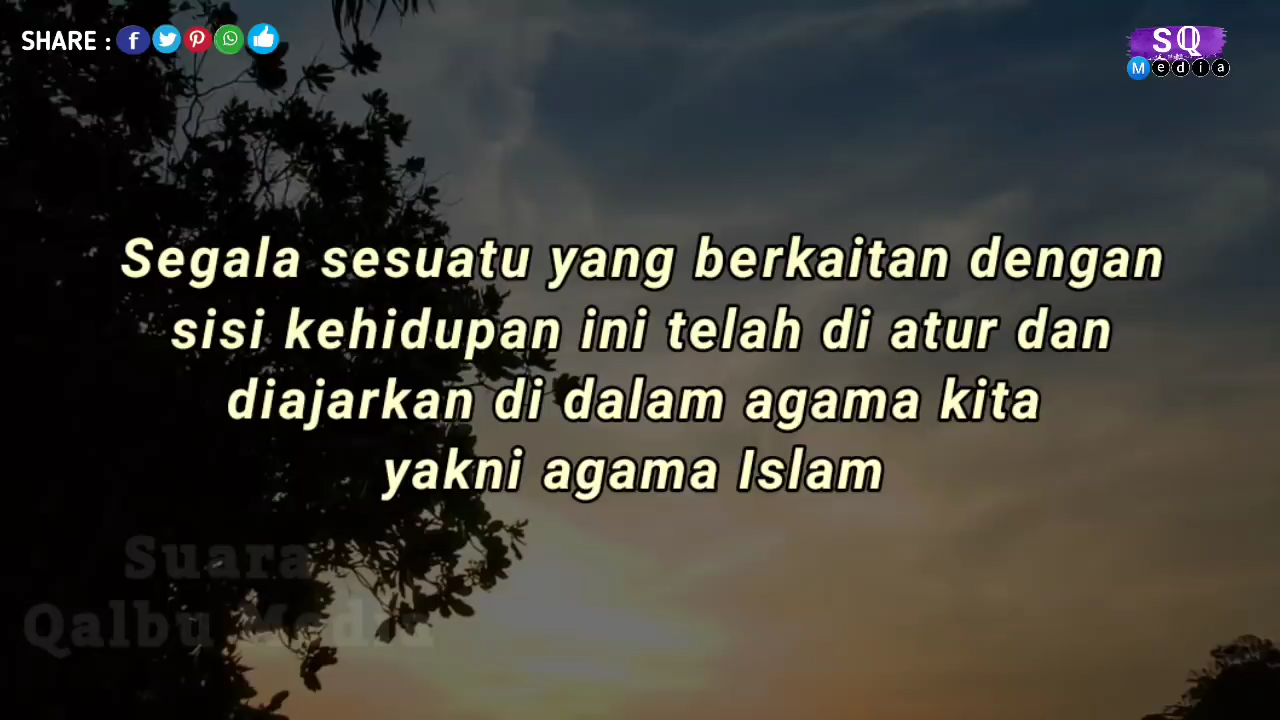 SHARE :
SQ
Media
Segala sesuatu yang berkaitan dengan
sisi kehidupan ini telah di atur dan
diajarkan di dalam agama kita
yakni agama Islam
Suara
Qalbu Media